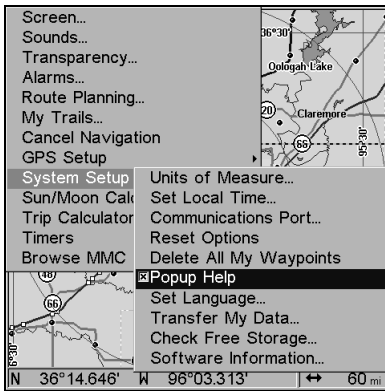 Screen...
Sounds...
Transparency...
Alarms...
Route Planning...
My Trails...
Cancel Navigation
GPS Setup
System Setup
Sun/Moon Calc
Trip Calculator
Timers
Browse MMC
Units of Measure...
Set Local Time...
Communications Port...
Reset Options
Delete All My Waypoints
Popup Help
Set Language...
Transfer My Data...
Check Free Storage...
Software Information...
36°30'
Oologah Lake
20
Claremore
66
95°30'
48
66
6°30'
N 36°14.646' W 96°03.313' ↔ 60 mi